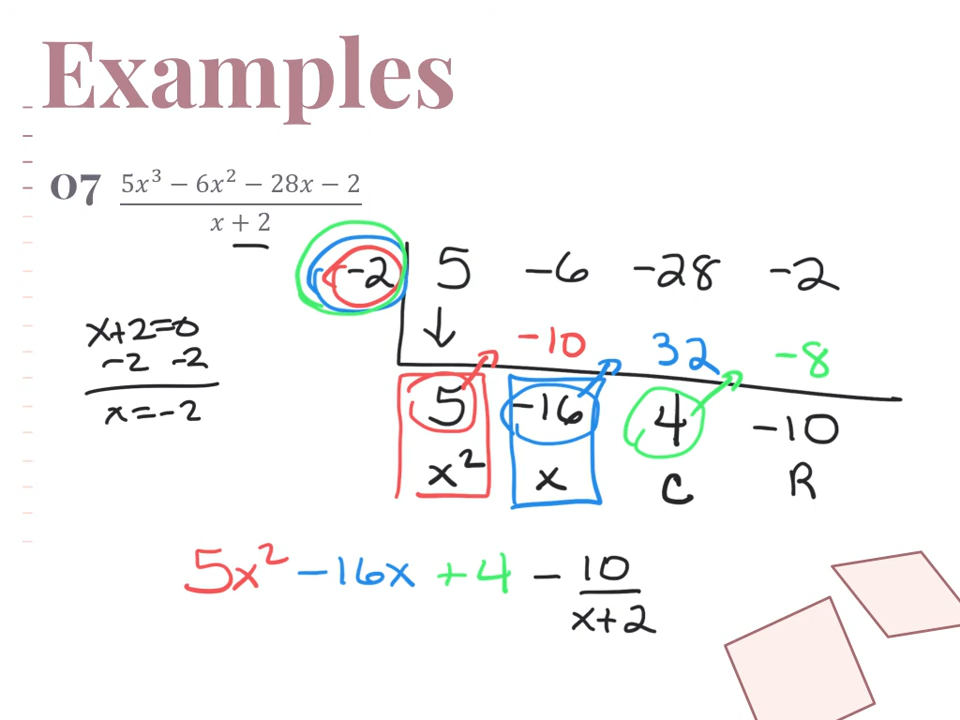 Examples
07
5x³ − 6x² − 28x − 2
x + 2
-2 5 -6 -28 -2
x+2=0
-2 -2
x=-2
-10 32 -8
5 -16 4 -10
x² x C R
5x² -16x +4 - 10
x+2